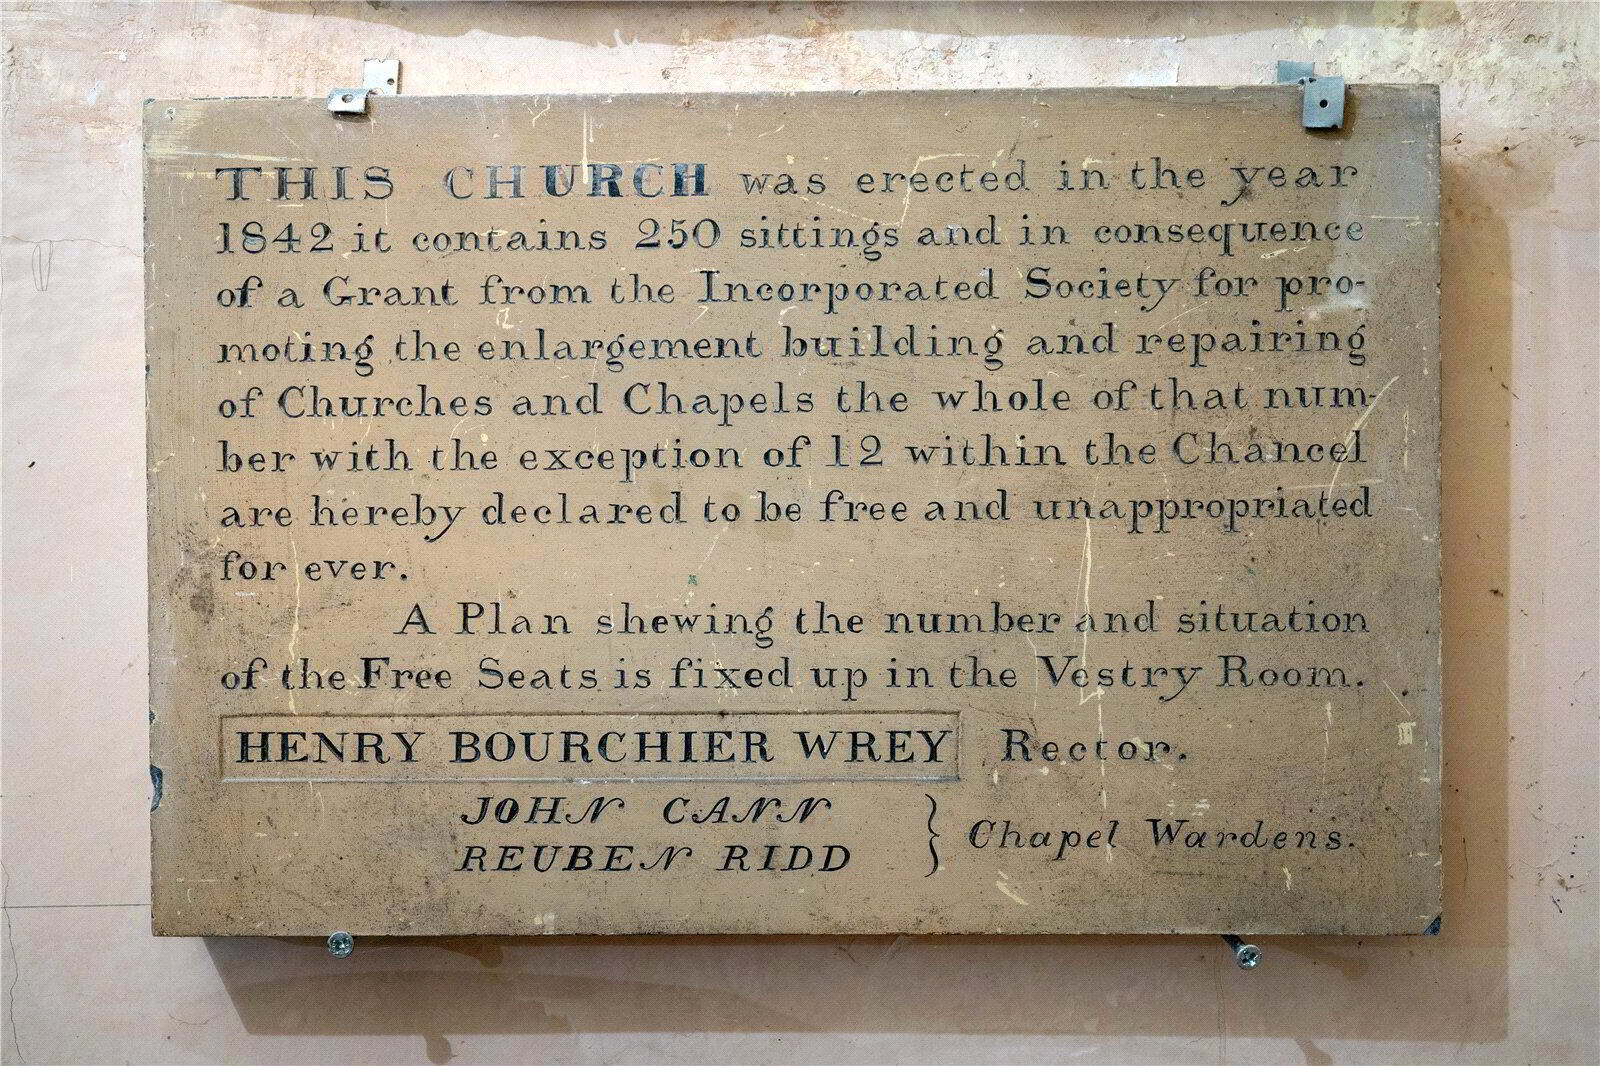 THIS CHURCH was erected in the year
1842 it contains 250 sittings and in consequence
of a Grant from the Incorporated Society for pro-
moting the enlargement building and repairing
of Churches and Chapels the whole of that num-
ber with the exception of 12 within the Chancel
are hereby declared to be free and unappropriated
for ever.
A Plan shewing the number and situation
of the Free Seats is fixed up in the Vestry Room.
HENRY BOURCHIER WREY Rector.
JOHN CANN
REUBEN RIDD } Chapel Wardens.